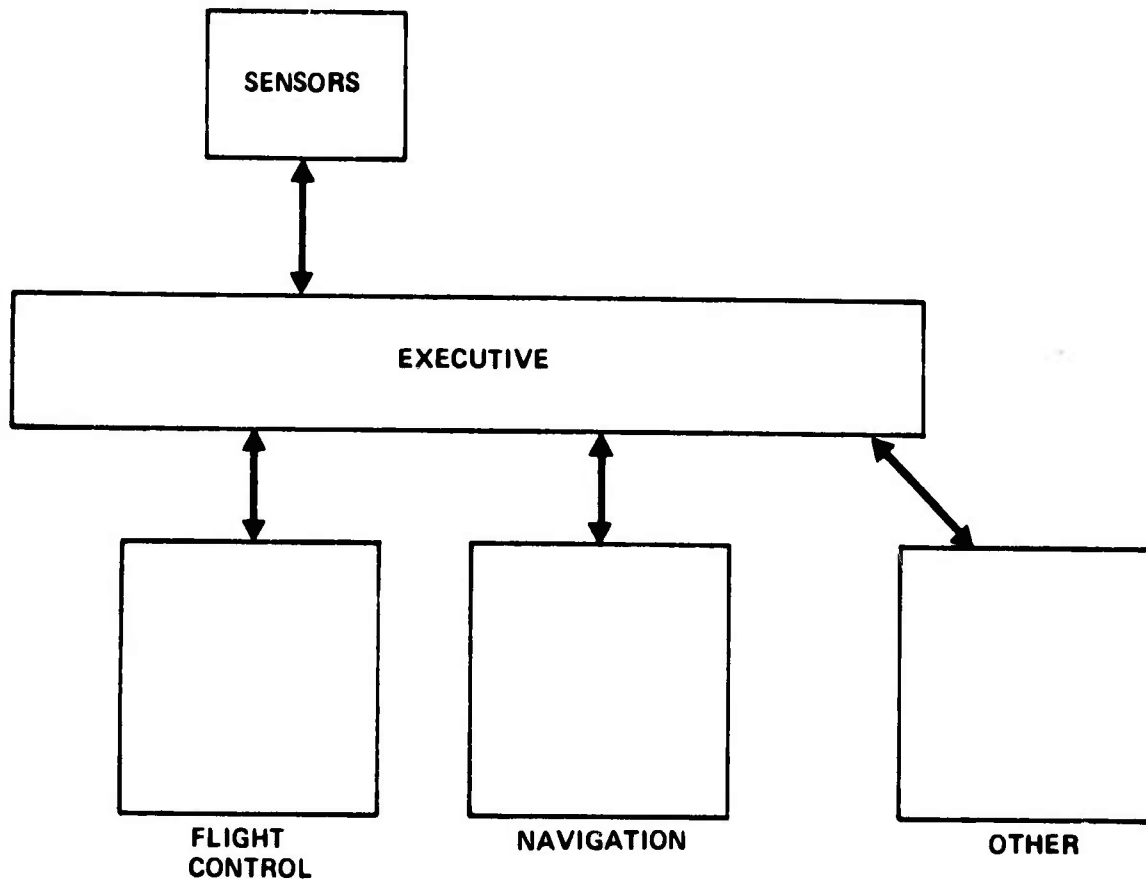 SENSORS
EXECUTIVE
FLIGHT
CONTROL
NAVIGATION
OTHER